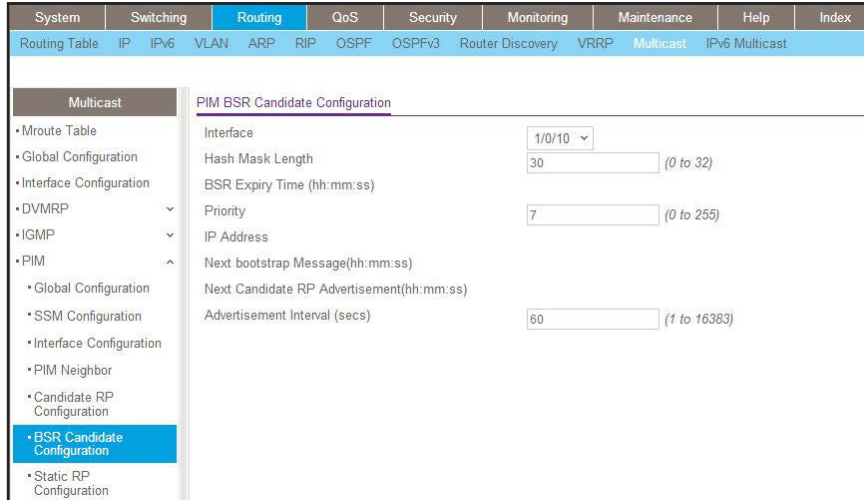 System Switching Routing QoS Security Monitoring Maintenance Help Index
Routing Table IP IPv6 VLAN ARP RIP OSPF OSPFv3 Router Discovery VRRP Multicast IPv6 Multicast
Multicast
Mroute Table
Global Configuration
Interface Configuration
DVMRP
IGMP
PIM
Global Configuration
SSM Configuration
Interface Configuration
PIM Neighbor
Candidate RP
Configuration
BSR Candidate
Configuration
Static RP
Configuration
PIM BSR Candidate Configuration
Interface 1/0/10
Hash Mask Length 30 (0 to 32)
BSR Expiry Time (hh:mm:ss)
Priority 7 (0 to 255)
IP Address
Next bootstrap Message(hh:mm:ss)
Next Candidate RP Advertisement(hh:mm:ss)
Advertisement Interval (secs) 60 (1 to 16383)